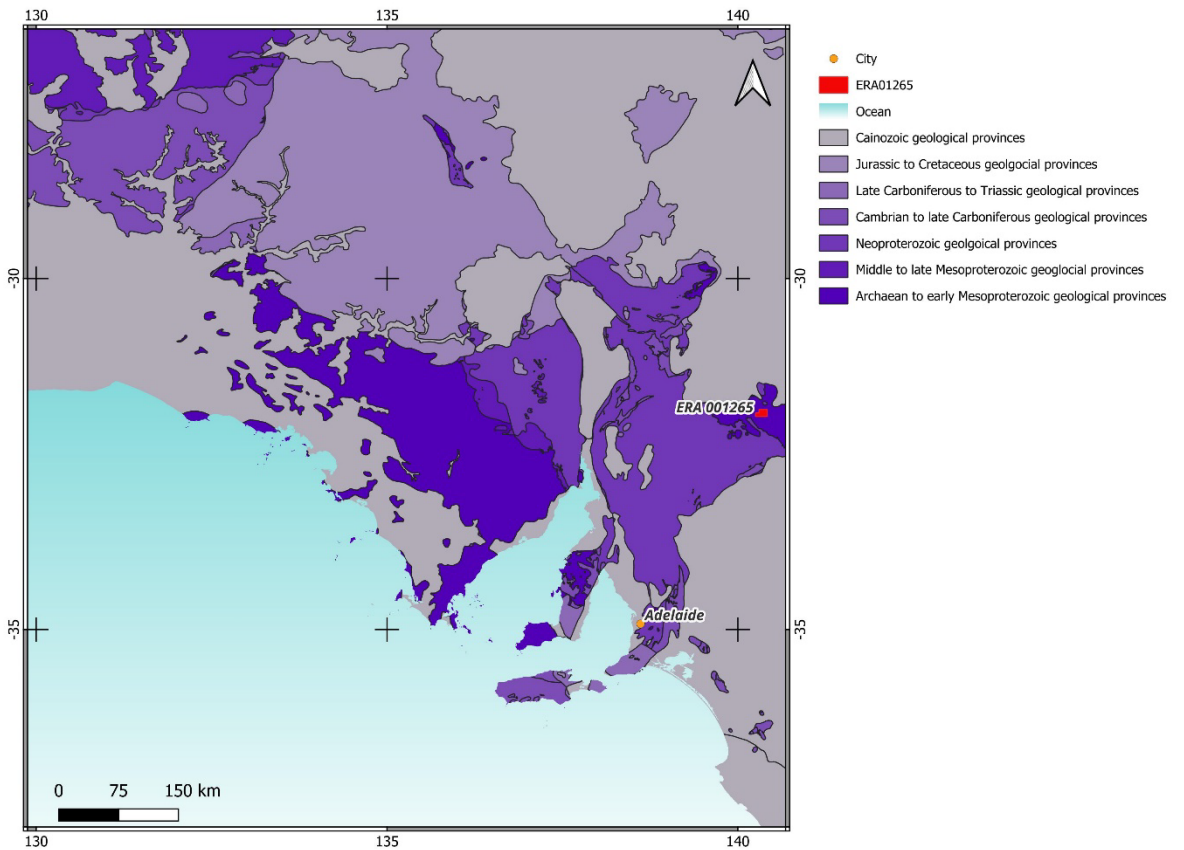 130
135
140
City
ERA01265
Ocean
Cainozoic geological provinces
Jurassic to Cretaceous geolgocial provinces
Late Carboniferous to Triassic geological provinces
Cambrian to late Carboniferous geological provinces
Neoproterozoic geolgoical provinces
Middle to late Mesoproterozoic geoglocial provinces
Archaean to early Mesoproterozoic geological provinces
-30
-30
ERA 001265
Adelaide
-35
-35
0 75 150 km
130
135
140